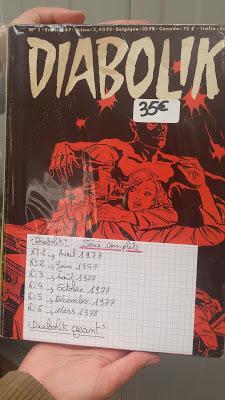 DIABOLIK
35€
"Diabolik" Série Complète
N° 1 → Avril 1977
N° 2 → Juin 1977
N° 3 → Août 1977
N° 4 → Octobre 1977
N° 5 → Décembre 1977
N° 6 → Mars 1978
"Diabolik géant"